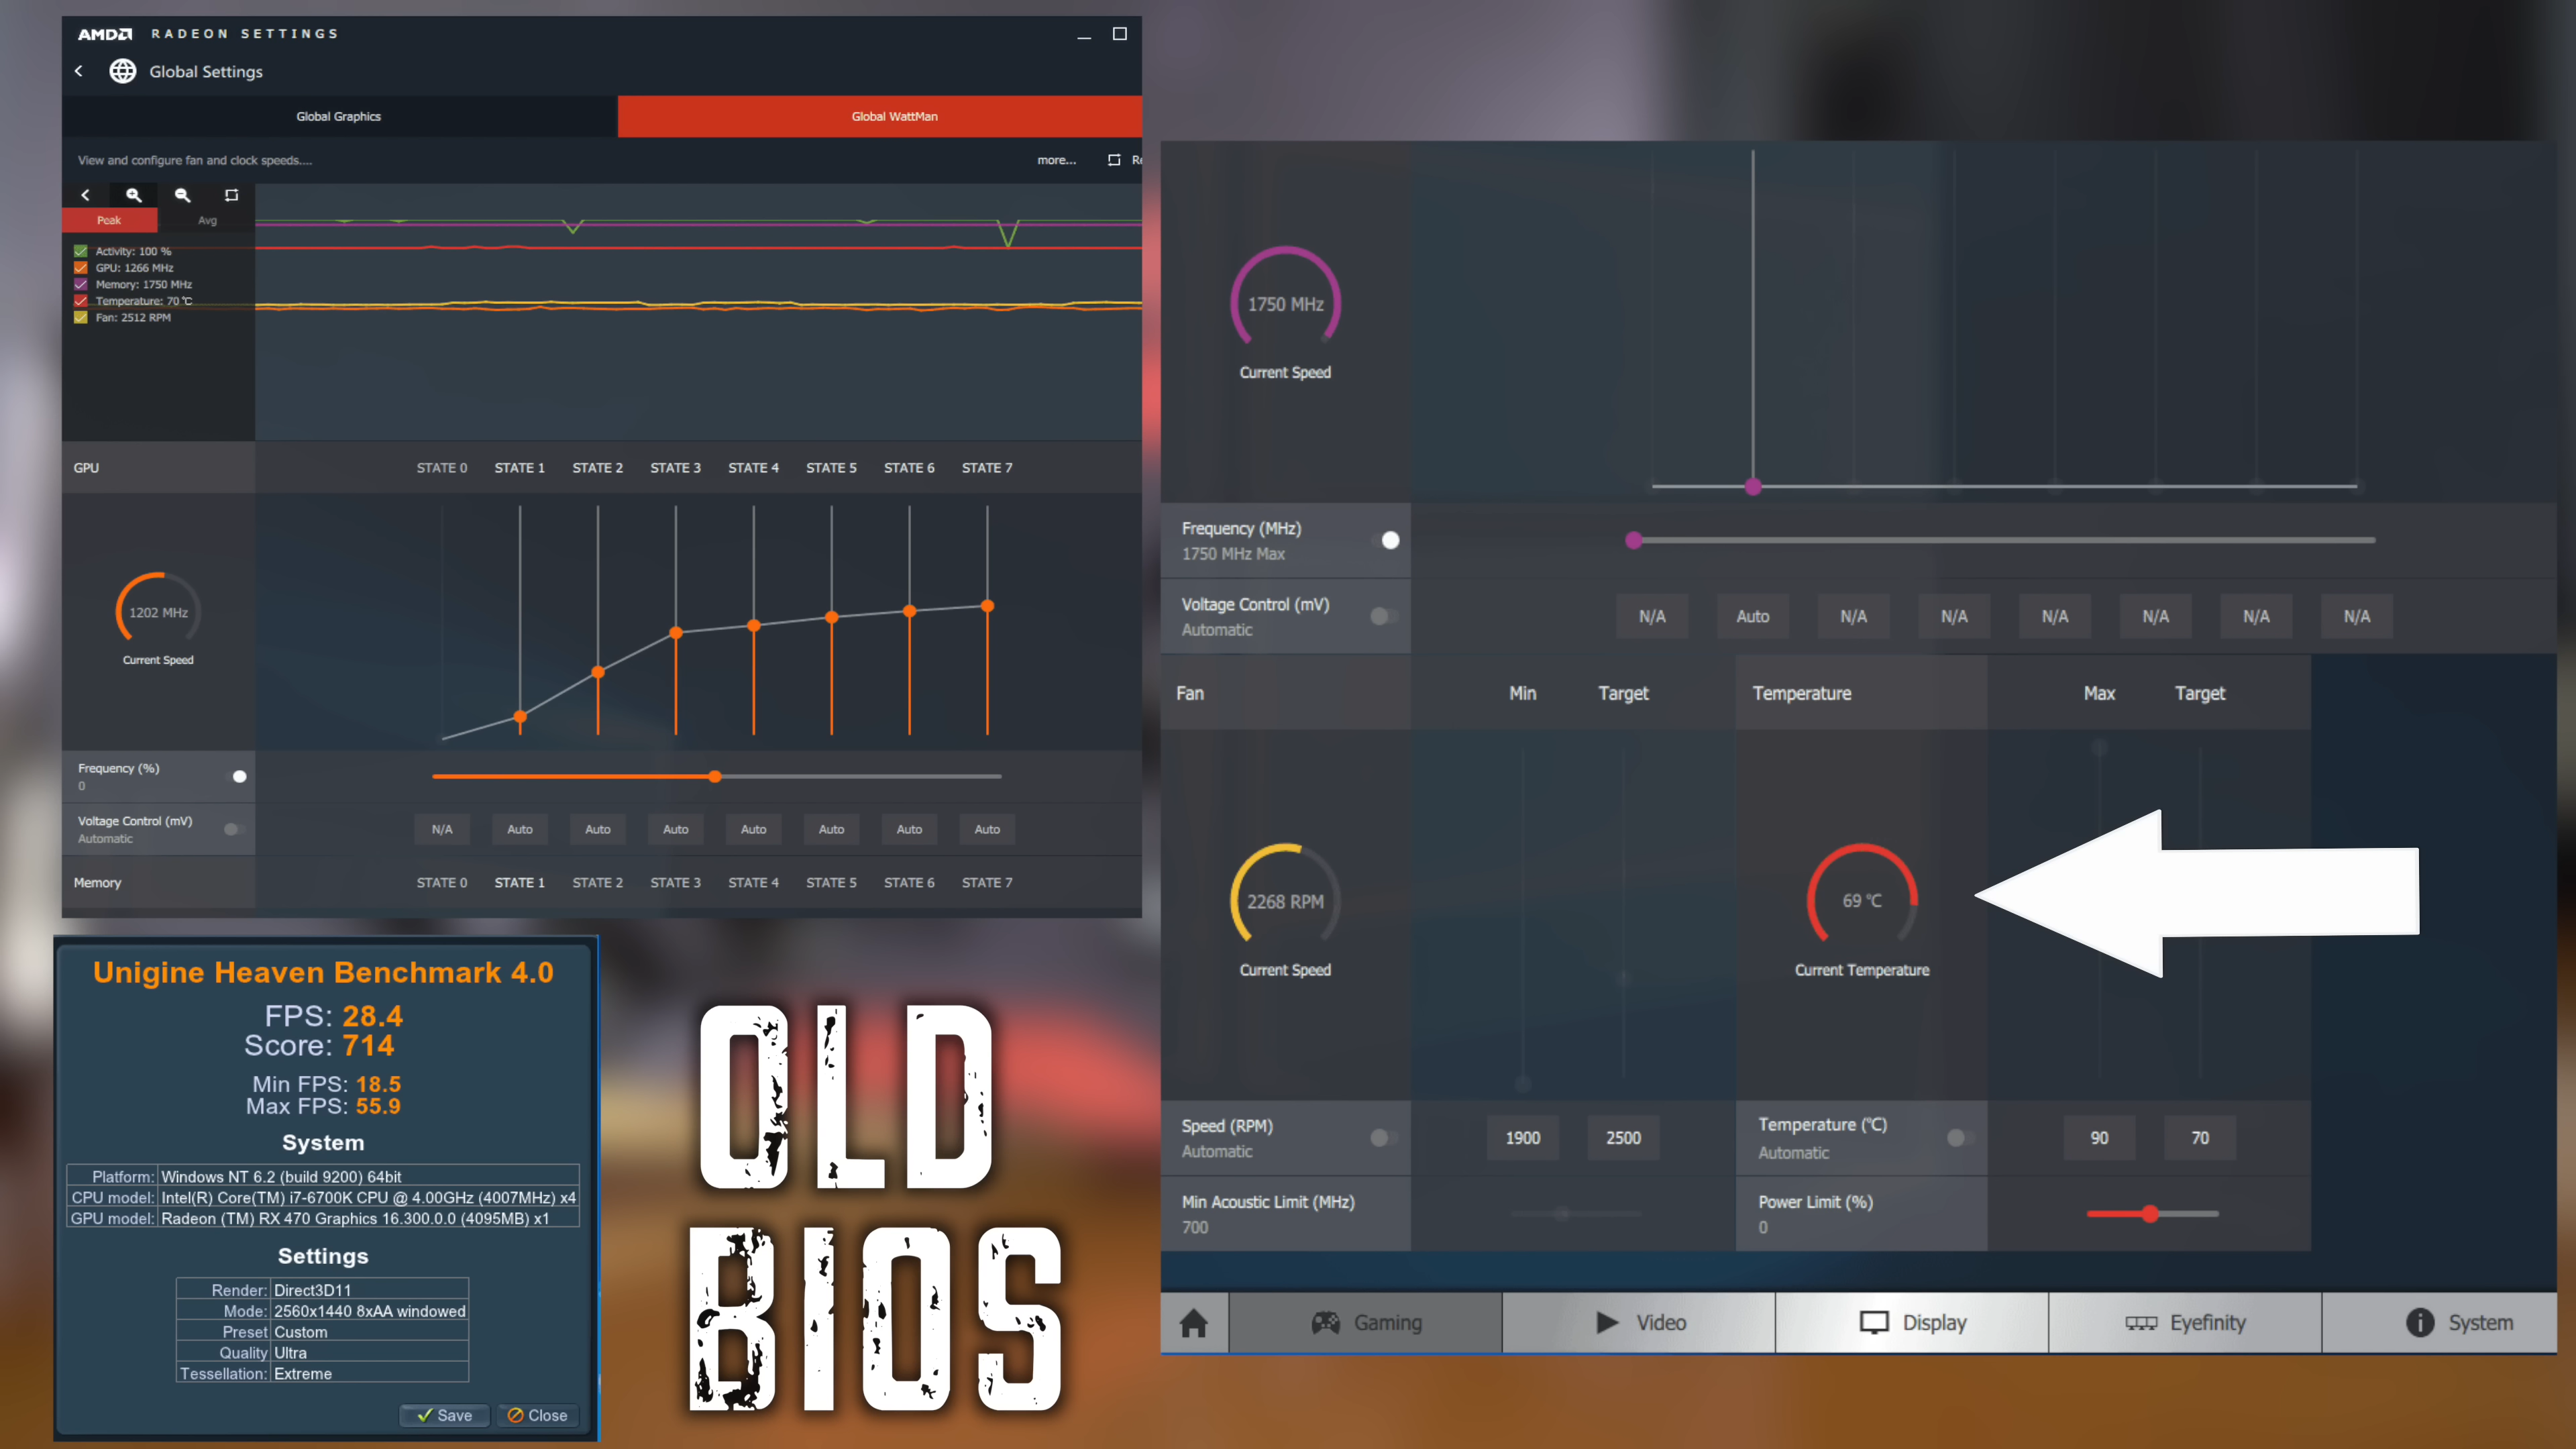 AMD RADEON SETTINGS
Global Settings
Global Graphics
Global WattMan
View and configure fan and clock speeds....
more...
Re
Peak
Avg
Activity: 100 %
GPU: 1266 MHz
Memory: 1750 MHz
Temperature: 70 °C
Fan: 2512 RPM
GPU
STATE 0 STATE 1 STATE 2 STATE 3 STATE 4 STATE 5 STATE 6 STATE 7
1202 MHz
Current Speed
Frequency (%)
0
Voltage Control (mV)
Automatic
N/A Auto Auto Auto Auto Auto Auto Auto
Memory
STATE 0 STATE 1 STATE 2 STATE 3 STATE 4 STATE 5 STATE 6 STATE 7
Unigine Heaven Benchmark 4.0
FPS: 28.4
Score: 714
Min FPS: 18.5
Max FPS: 55.9
System
Platform: Windows NT 6.2 (build 9200) 64bit
CPU model: Intel(R) Core(TM) i7-6700K CPU @ 4.00GHz (4007MHz) x4
GPU model: Radeon (TM) RX 470 Graphics 16.300.0.0 (4095MB) x1
Settings
Render: Direct3D11
Mode: 2560x1440 8xAA windowed
Preset Custom
Quality Ultra
Tessellation: Extreme
Save
Close
OLD
BIOS
1750 MHz
Current Speed
Frequency (MHz)
1750 MHz Max
Voltage Control (mV)
Automatic
N/A Auto N/A N/A N/A N/A N/A N/A
Fan Min Target Temperature Max Target
2268 RPM
Current Speed
69 °C
Current Temperature
Speed (RPM)
Automatic
1900 2500
Temperature (°C)
Automatic
90 70
Min Acoustic Limit (MHz)
700
Power Limit (%)
0
Gaming Video Display Eyefinity System